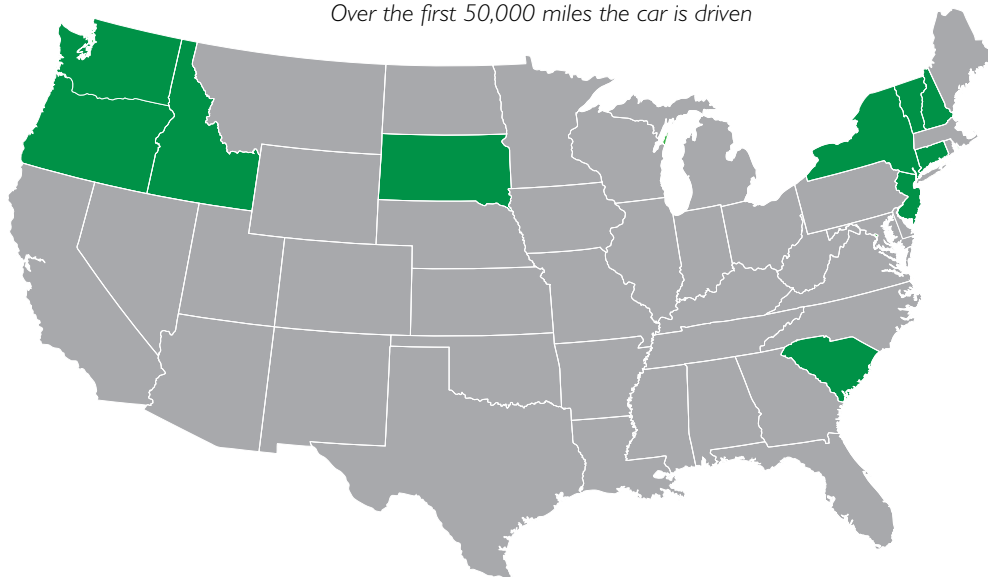 Over the first 50,000 miles the car is driven